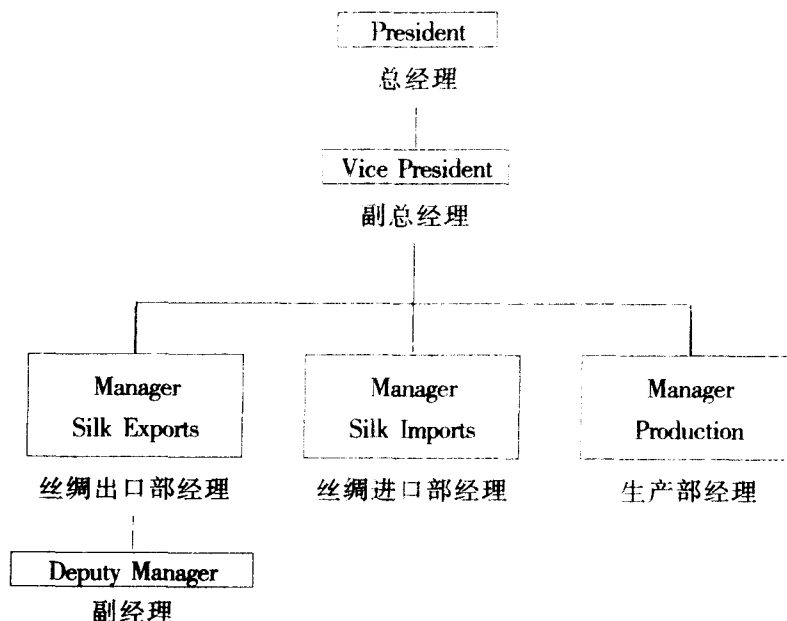 President
总经理
Vice President
副总经理
Manager
Silk Exports
丝绸出口部经理
Manager
Silk Imports
丝绸进口部经理
Manager
Production
生产部经理
Deputy Manager
副经理